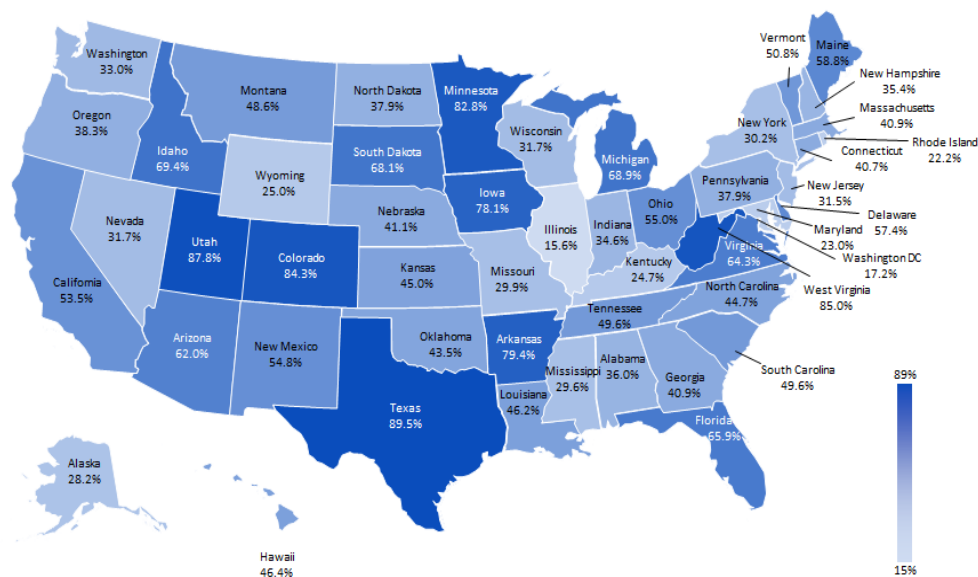 Washington
33.0%
Oregon
38.3%
Idaho
69.4%
Montana
48.6%
North Dakota
37.9%
Minnesota
82.8%
Wisconsin
31.7%
South Dakota
68.1%
Wyoming
25.0%
Nebraska
41.1%
Iowa
78.1%
Nevada
31.7%
Utah
87.8%
Colorado
84.3%
California
53.5%
Arizona
62.0%
New Mexico
54.8%
Kansas
45.0%
Missouri
29.9%
Illinois
15.6%
Indiana
34.6%
Michigan
68.9%
Ohio
55.0%
Kentucky
24.7%
Tennessee
49.6%
Oklahoma
43.5%
Arkansas
79.4%
Texas
89.5%
Louisiana
46.2%
Mississippi
29.6%
Alabama
36.0%
Georgia
40.9%
Florida
65.9%
South Carolina
49.6%
North Carolina
44.7%
Virginia
64.3%
West Virginia
85.0%
Washington DC
17.2%
Maryland
23.0%
Delaware
57.4%
New Jersey
31.5%
Pennsylvania
37.9%
New York
30.2%
Connecticut
40.7%
Rhode Island
22.2%
Massachusetts
40.9%
New Hampshire
35.4%
Vermont
50.8%
Maine
58.8%
Alaska
28.2%
Hawaii
46.4%
89%
15%